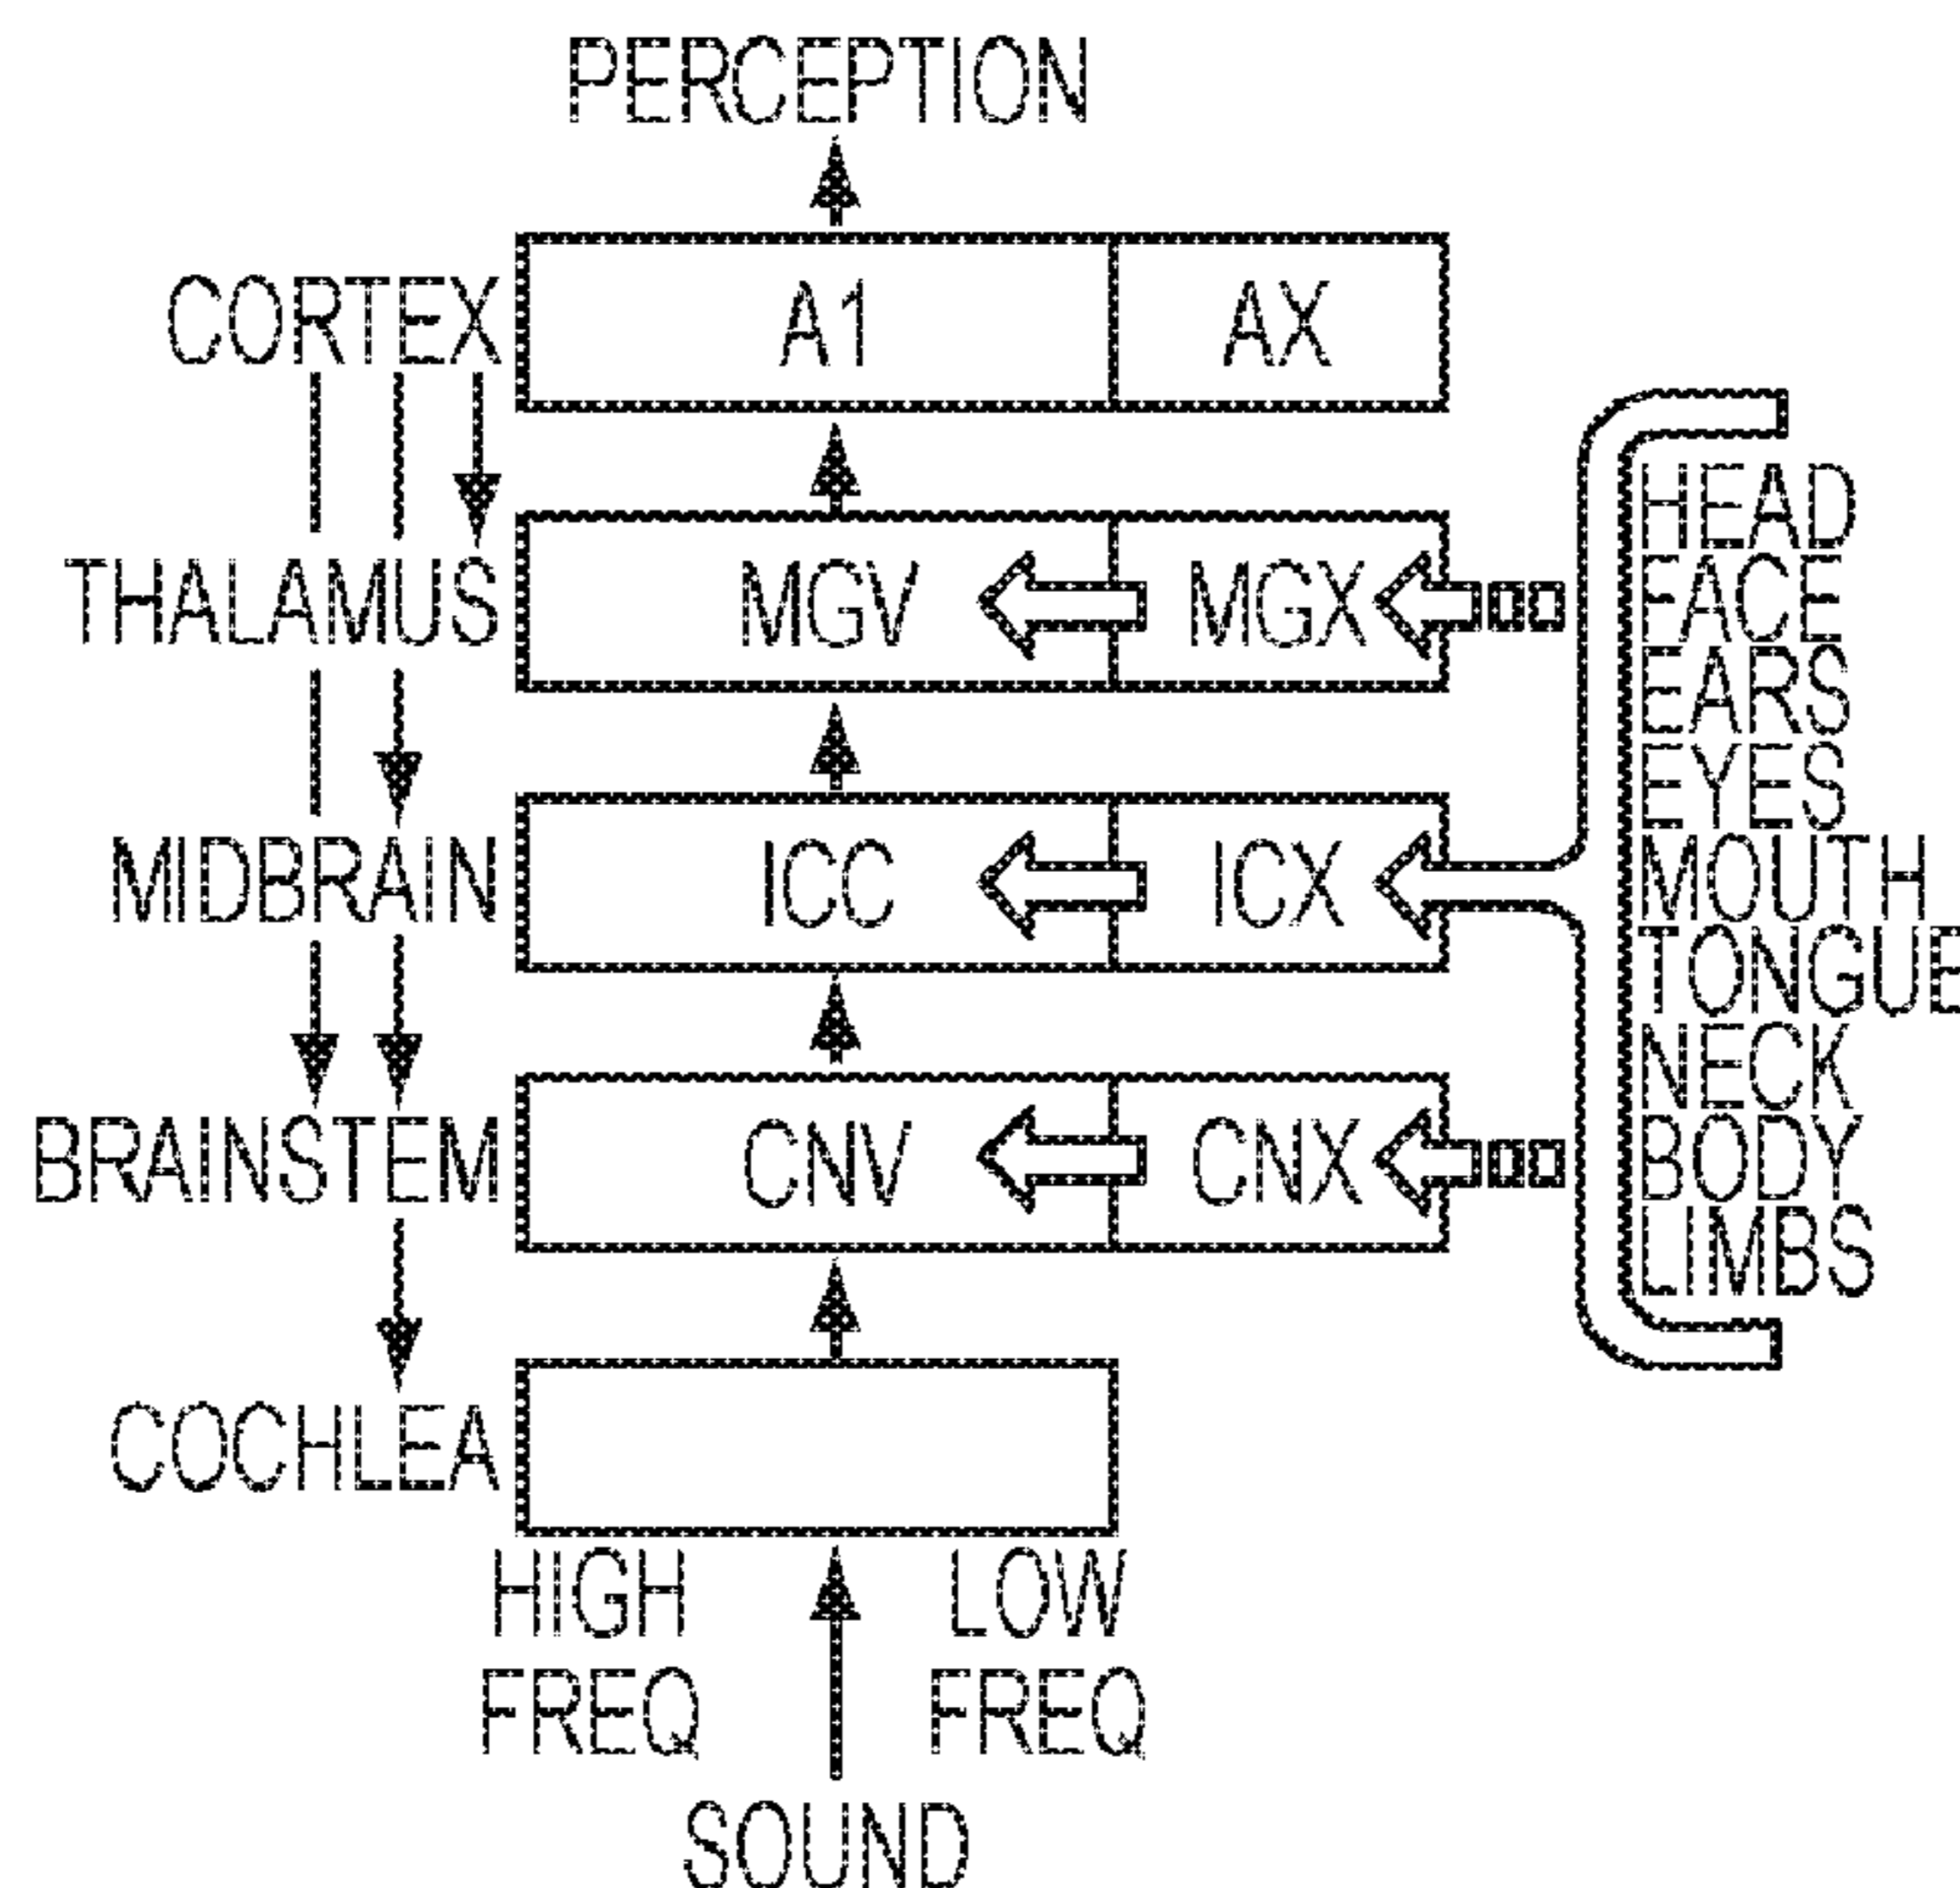 PERCEPTION
CORTEX A1 AX
HEAD
THALAMUS MGV MGX FACE
EARS
EYES
MIDBRAIN ICC ICX MOUTH
TONGUE
NECK
BRAINSTEM CNV CNX BODY
LIMBS
COCHLEA
HIGH LOW
FREQ FREQ
SOUND